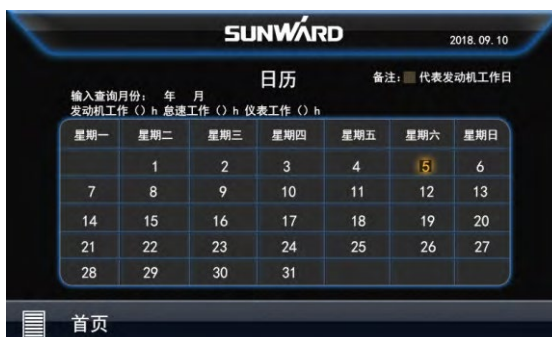 SUNWARD
2018.09.10
日历
备注： 代表发动机工作日
输入查询月份： 年 月
发动机工作（）h 怠速工作（）h 仪表工作（）h
星期一 星期二 星期三 星期四 星期五 星期六 星期日
1 2 3 4 5 6
7 8 9 10 11 12 13
14 15 16 17 18 19 20
21 22 23 24 25 26 27
28 29 30 31
首页